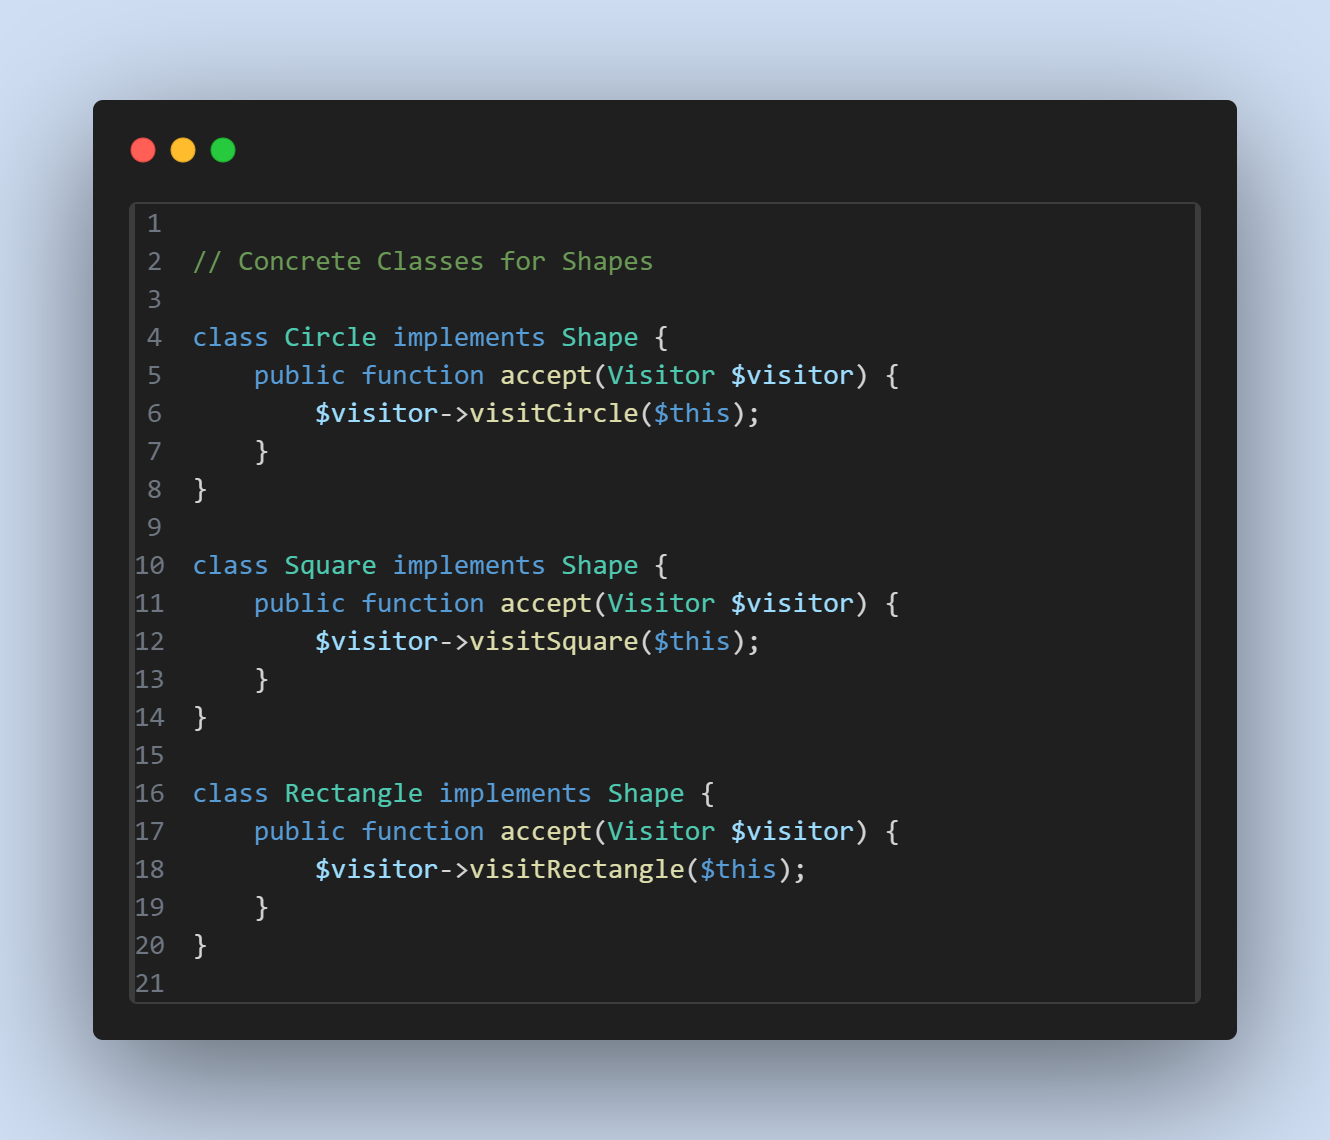 1
2 // Concrete Classes for Shapes
3
4 class Circle implements Shape {
5     public function accept(Visitor $visitor) {
6         $visitor->visitCircle($this);
7     }
8 }
9
10 class Square implements Shape {
11     public function accept(Visitor $visitor) {
12         $visitor->visitSquare($this);
13     }
14 }
15
16 class Rectangle implements Shape {
17     public function accept(Visitor $visitor) {
18         $visitor->visitRectangle($this);
19     }
20 }
21